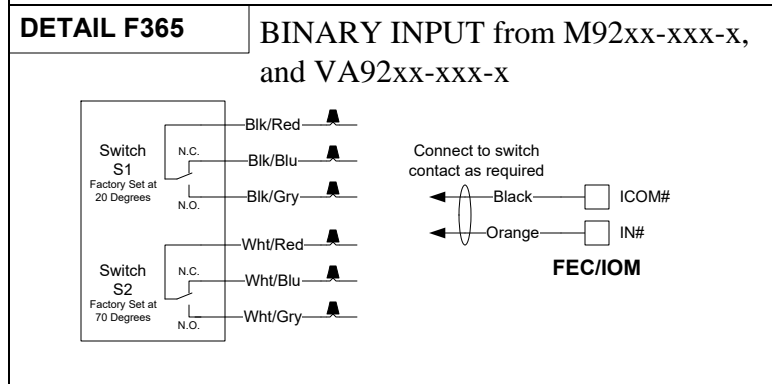 DETAIL F365
BINARY INPUT from M92xx-xxx-x,
and VA92xx-xxx-x
Switch
S1
Factory Set at
20 Degrees
N.C.
N.O.
Blk/Red
Blk/Blu
Blk/Gry
Switch
S2
Factory Set at
70 Degrees
N.C.
N.O.
Wht/Red
Wht/Blu
Wht/Gry
Connect to switch
contact as required
Black
ICOM#
Orange
IN#
FEC/IOM